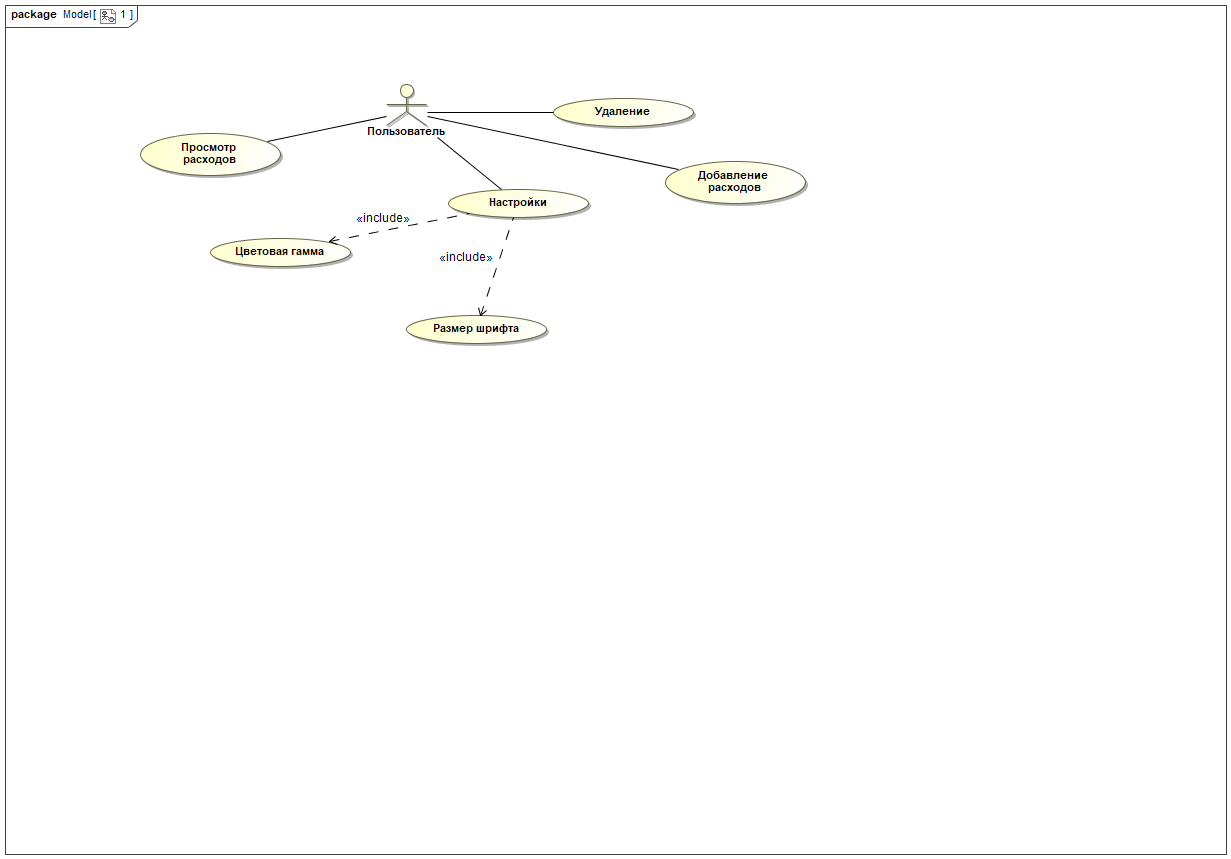 package Model[ 1 ]
Удаление
Пользователь
Просмотр
расходов
Добавление
расходов
Настройки
«include»
Цветовая гамма
«include»
Размер шрифта